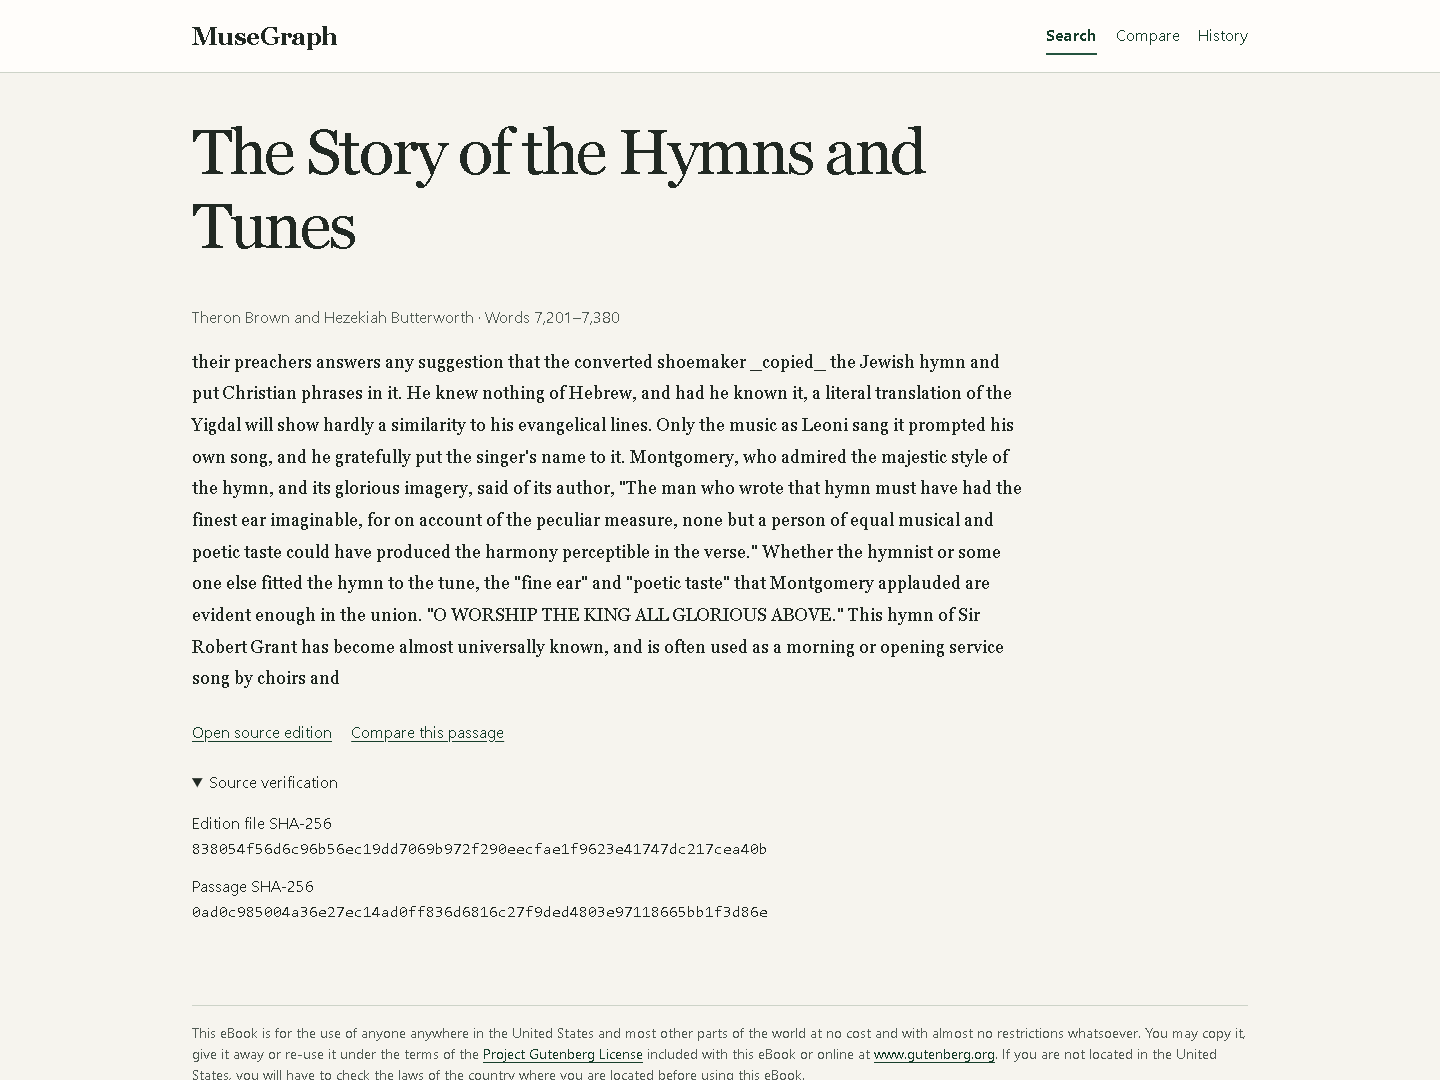 MuseGraph
Search Compare History
The Story of the Hymns and
Tunes
Theron Brown and Hezekiah Butterworth · Words 7,201–7,380
their preachers answers any suggestion that the converted shoemaker _copied_ the Jewish hymn and
put Christian phrases in it. He knew nothing of Hebrew, and had he known it, a literal translation of the
Yigdal will show hardly a similarity to his evangelical lines. Only the music as Leoni sang it prompted his
own song, and he gratefully put the singer's name to it. Montgomery, who admired the majestic style of
the hymn, and its glorious imagery, said of its author, "The man who wrote that hymn must have had the
finest ear imaginable, for on account of the peculiar measure, none but a person of equal musical and
poetic taste could have produced the harmony perceptible in the verse." Whether the hymnist or some
one else fitted the hymn to the tune, the "fine ear" and "poetic taste" that Montgomery applauded are
evident enough in the union. "O WORSHIP THE KING ALL GLORIOUS ABOVE." This hymn of Sir
Robert Grant has become almost universally known, and is often used as a morning or opening service
song by choirs and
Open source edition Compare this passage
▼ Source verification
Edition file SHA-256
838054f56d6c96b56ec19dd7069b972f290eecfae1f9623e41747dc217cea40b
Passage SHA-256
0ad0c985004a36e27ec14ad0ff836d6816c27f9ded4803e97118665bb1f3d86e
This eBook is for the use of anyone anywhere in the United States and most other parts of the world at no cost and with almost no restrictions whatsoever. You may copy it,
give it away or re-use it under the terms of the Project Gutenberg License included with this eBook or online at www.gutenberg.org. If you are not located in the United
States, you will have to check the laws of the country where you are located before using this eBook.